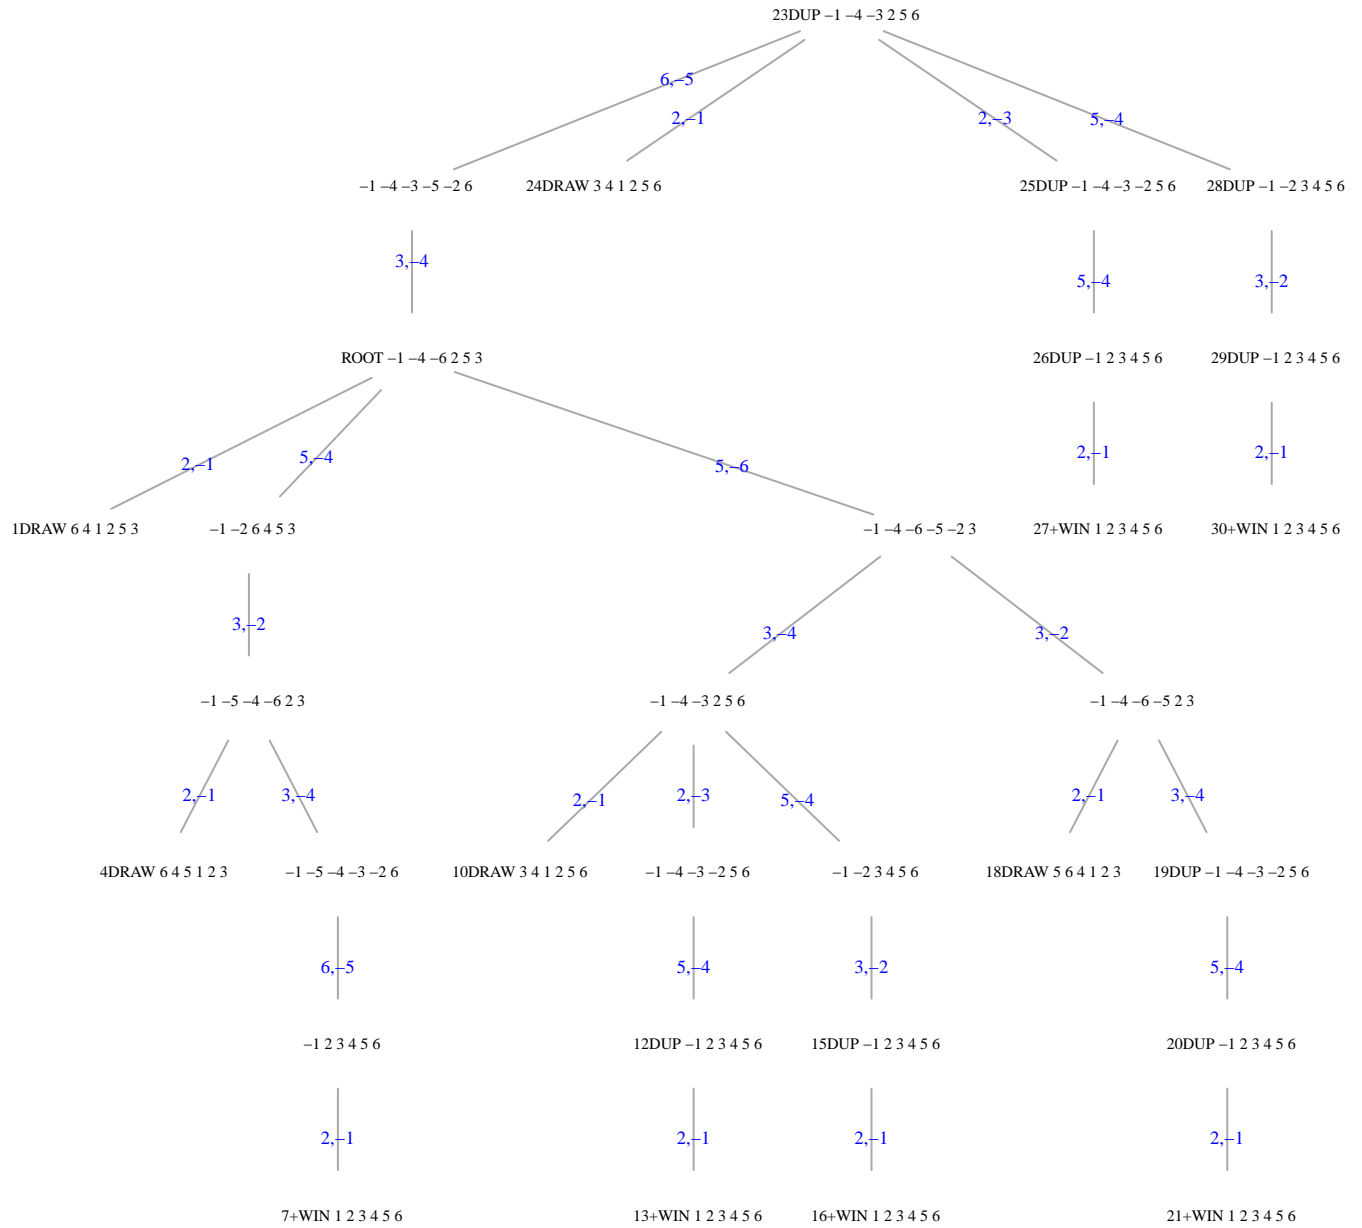 23DUP –1 –4 –3 2 5 6
6,–5
2,–1
2,–3
5,–4
–1 –4 –3 –5 –2 6
24DRAW 3 4 1 2 5 6
25DUP –1 –4 –3 –2 5 6
28DUP –1 –2 3 4 5 6
3,–4
5,–4
3,–2
ROOT –1 –4 –6 2 5 3
26DUP –1 2 3 4 5 6
29DUP –1 2 3 4 5 6
2,–1
5,–4
5,–6
2,–1
2,–1
1DRAW 6 4 1 2 5 3
–1 –2 6 4 5 3
–1 –4 –6 –5 –2 3
27+WIN 1 2 3 4 5 6
30+WIN 1 2 3 4 5 6
3,–2
3,–4
3,–2
–1 –5 –4 –6 2 3
–1 –4 –3 2 5 6
–1 –4 –6 –5 2 3
2,–1
3,–4
2,–1
2,–3
5,–4
2,–1
3,–4
4DRAW 6 4 5 1 2 3
–1 –5 –4 –3 –2 6
10DRAW 3 4 1 2 5 6
–1 –4 –3 –2 5 6
–1 –2 3 4 5 6
18DRAW 5 6 4 1 2 3
19DUP –1 –4 –3 –2 5 6
6,–5
5,–4
3,–2
5,–4
–1 2 3 4 5 6
12DUP –1 2 3 4 5 6
15DUP –1 2 3 4 5 6
20DUP –1 2 3 4 5 6
2,–1
2,–1
2,–1
2,–1
7+WIN 1 2 3 4 5 6
13+WIN 1 2 3 4 5 6
16+WIN 1 2 3 4 5 6
21+WIN 1 2 3 4 5 6